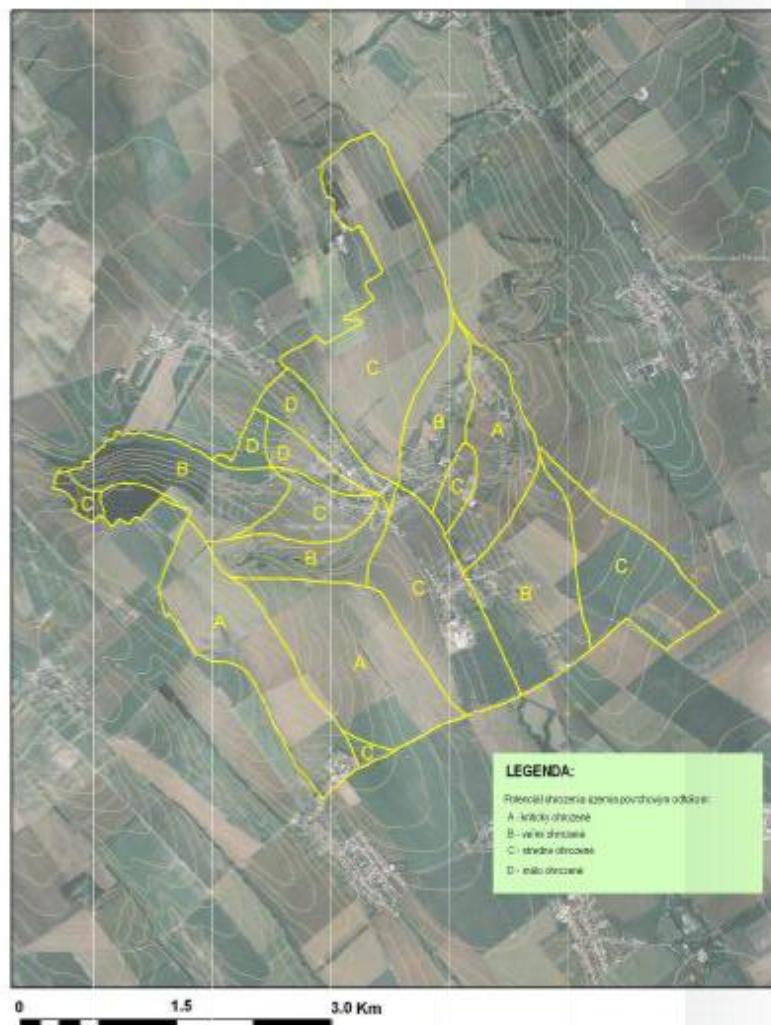 C
D
B
A
D
D
C
B
C
C
B
C
B
C
A
A
C
LEGENDA:
Potenciál ohrozenia územia povrchovým odtokom:
A - kriticky ohrozené
B - veľmi ohrozené
C - stredne ohrozené
D - málo ohrozené
0 1.5 3.0 Km